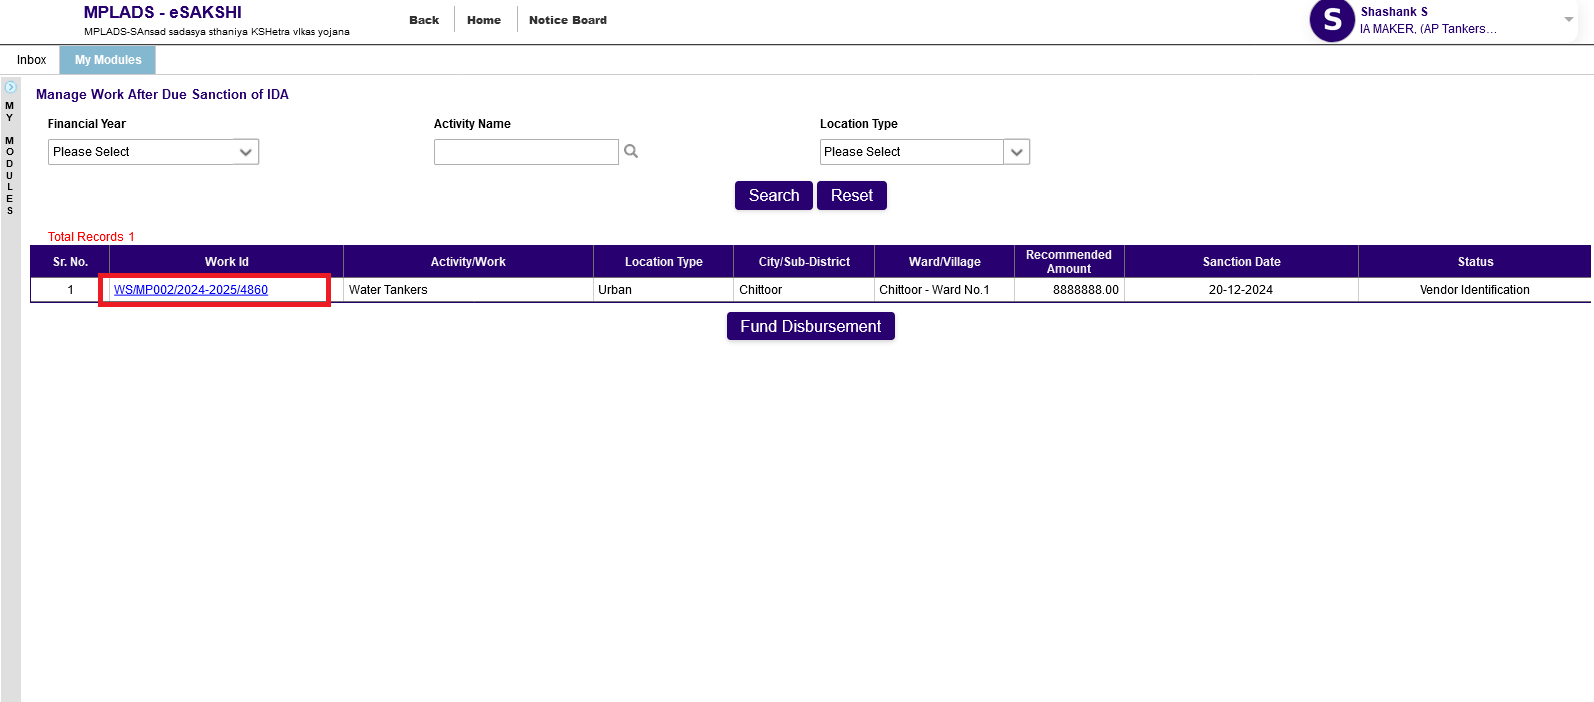 MPLADS - eSAKSHI
MPLADS-SAnsad sadasya sthaniya KSHetra vIkas yojana
Back
Home
Notice Board
S
Shashank S
IA MAKER, (AP Tankers...
Inbox
My Modules
MY MODULES
Manage Work After Due Sanction of IDA
Financial Year
Activity Name
Location Type
Please Select
Please Select
Search
Reset
Total Records 1
Sr. No. Work Id Activity/Work Location Type City/Sub-District Ward/Village Recommended Amount Sanction Date Status
1 WS/MP002/2024-2025/4860 Water Tankers Urban Chittoor Chittoor - Ward No.1 8888888.00 20-12-2024 Vendor Identification
Fund Disbursement